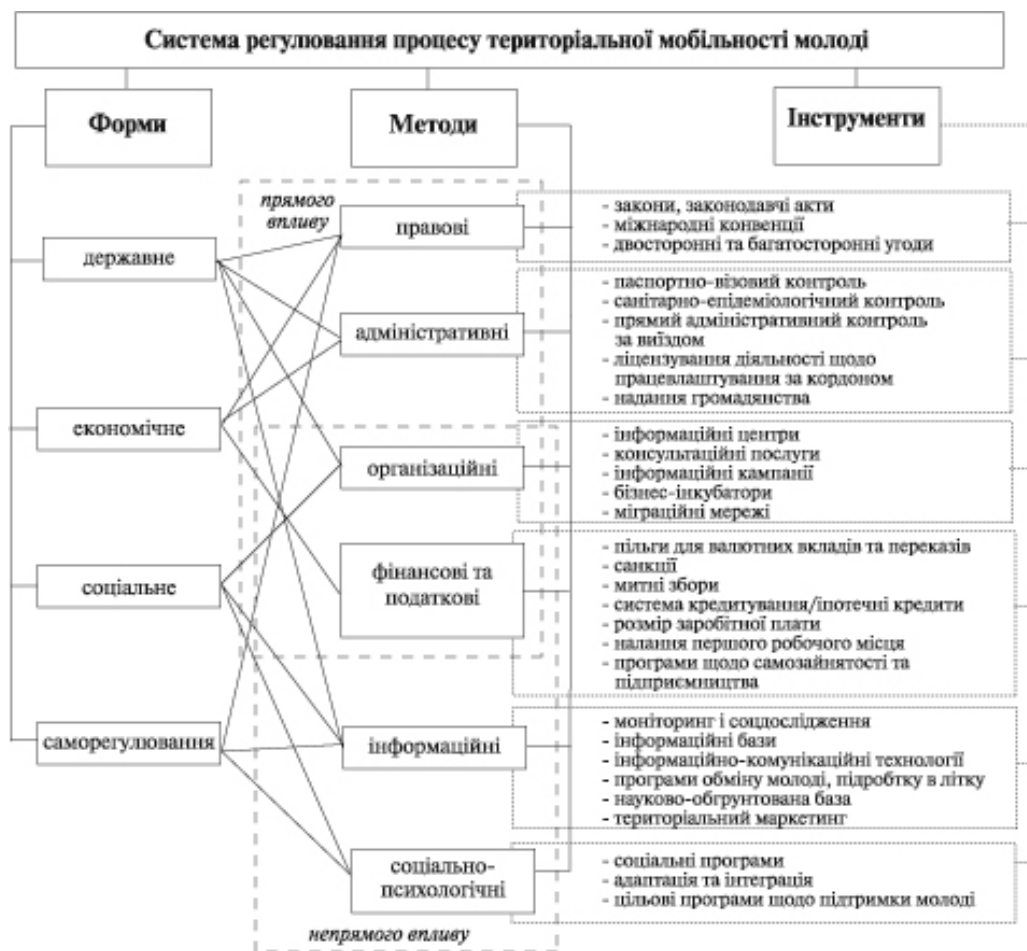 Система регулювання процесу територіальної мобільності молоді
Форми
Методи
Інструменти
прямого
впливу
державне
економічне
соціальне
саморегулювання
правові
адміністративні
організаційні
фінансові та
податкові
інформаційні
соціально-
психологічні
непрямого впливу
- закони, законодавчі акти
- міжнародні конвенції
- двосторонні та багатосторонні угоди
- паспортно-візовий контроль
- санітарно-епідеміологічний контроль
- прямий адміністративний контроль
за виїздом
- ліцензування діяльності щодо
працевлаштування за кордоном
- надання громадянства
- інформаційні центри
- консультаційні послуги
- інформаційні кампанії
- бізнес-інкубатори
- міграційні мережі
- пільги для валютних вкладів та переказів
- санкції
- митні збори
- система кредитування/іпотечні кредити
- розмір заробітної плати
- налання першого робочого місця
- програми щодо самозайнятості та
підприємництва
- моніторинг і соцдослідження
- інформаційні бази
- інформаційно-комунікаційні технології
- програми обміну молоді, підробтку в літку
- науково-обгрунтована база
- територіальний маркетинг
- соціальні програми
- адаптація та інтеграція
- цільові програми щодо підтримки молоді